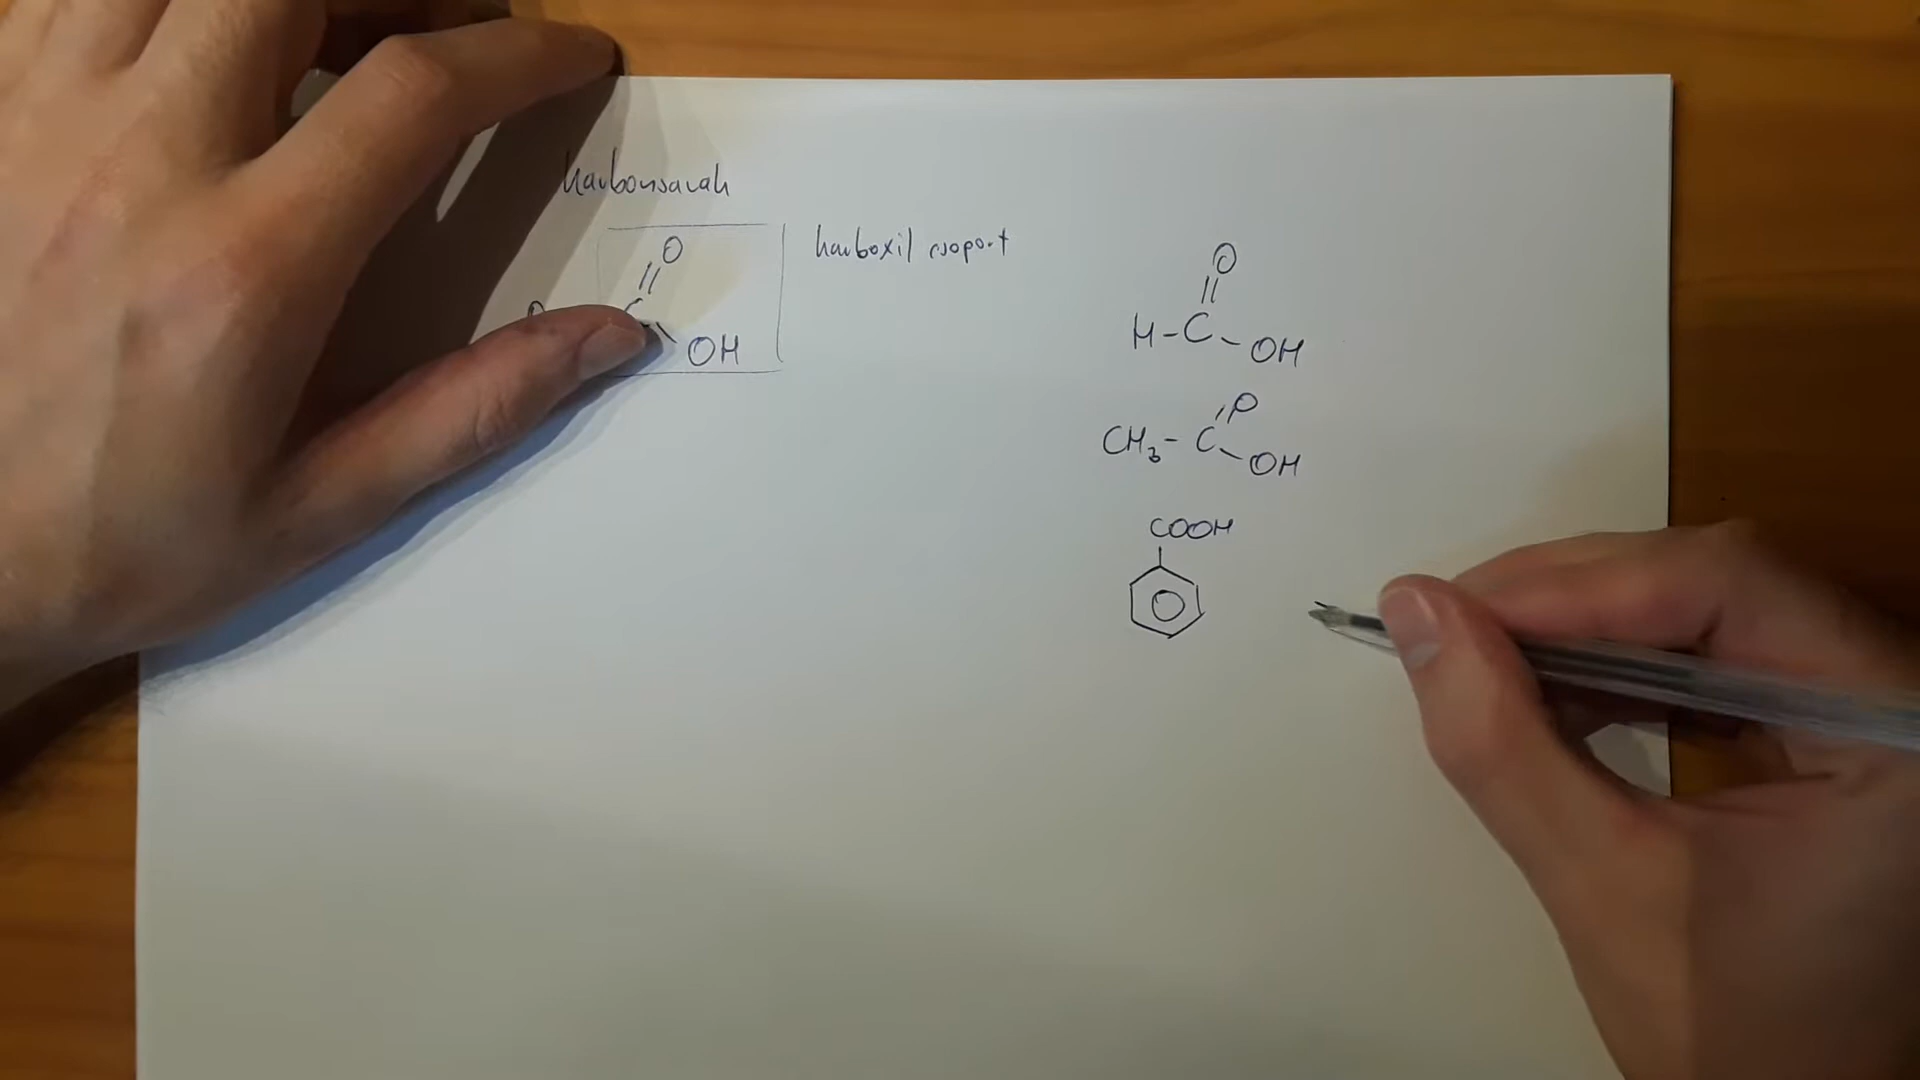 karbonsavak
karboxil csoport
O
C
OH
O
H-C-OH
O
CH3-C-OH
COOH